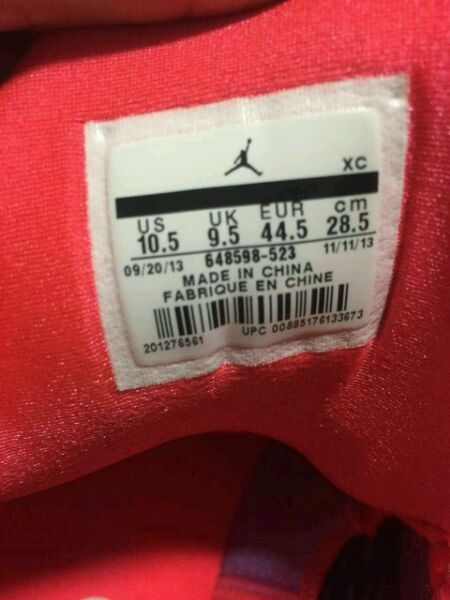 XC
US UK EUR cm
10.5 9.5 44.5 28.5
09/20/13 648598-523 11/11/13
MADE IN CHINA
FABRIQUE EN CHINE
201276561 UPC 00885176133673